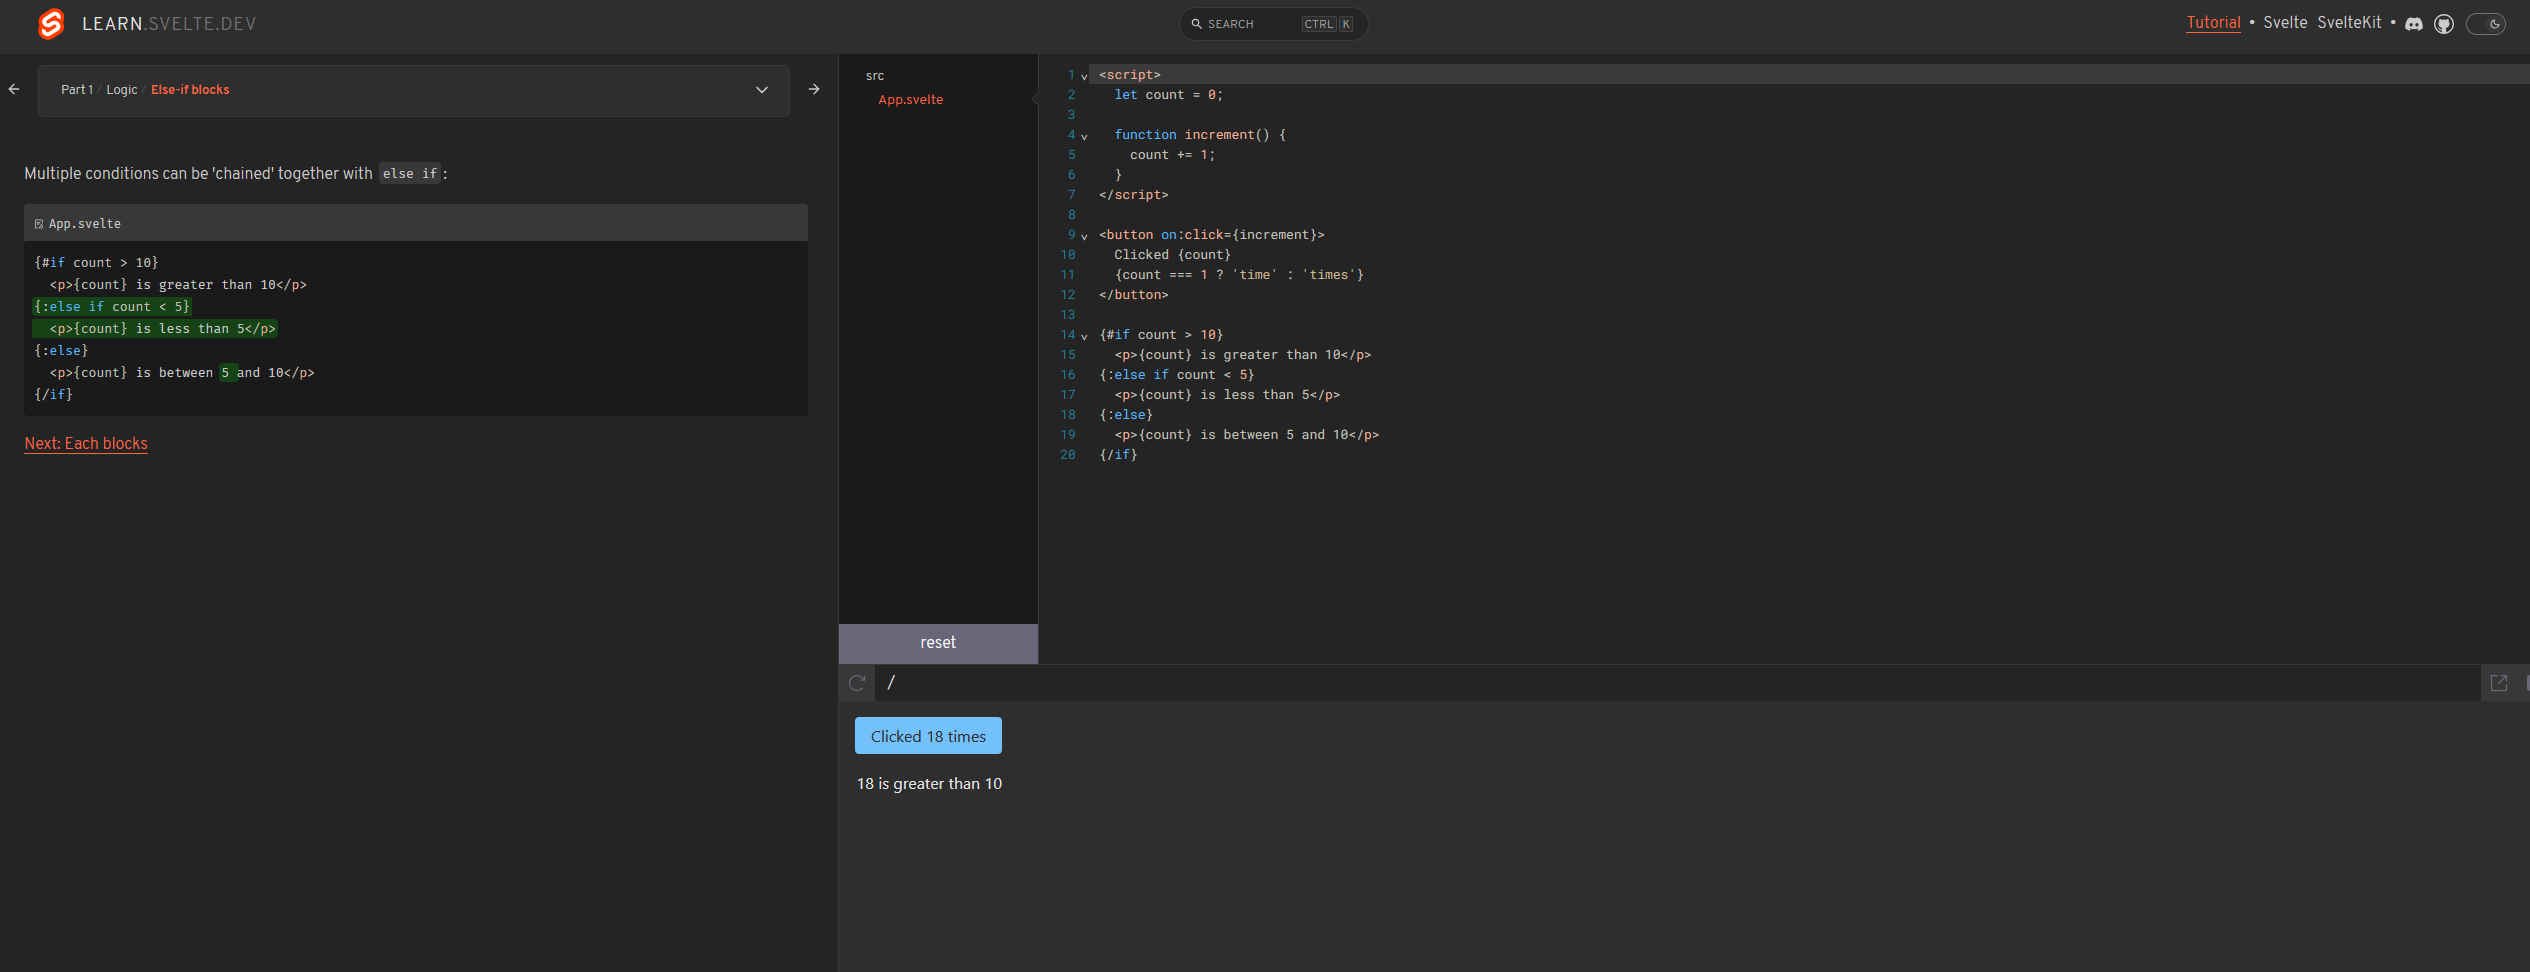 LEARN.SVELTE.DEV
SEARCH CTRL K
Tutorial • Svelte SvelteKit •
Part 1 / Logic / Else-if blocks
Multiple conditions can be 'chained' together with else if:
App.svelte
{#if count > 10}
  <p>{count} is greater than 10</p>
{:else if count < 5}
  <p>{count} is less than 5</p>
{:else}
  <p>{count} is between 5 and 10</p>
{/if}
Next: Each blocks
src
App.svelte
reset
1 <script>
2   let count = 0;
3
4   function increment() {
5     count += 1;
6   }
7 </script>
8
9 <button on:click={increment}>
10   Clicked {count}
11   {count === 1 ? 'time' : 'times'}
12 </button>
13
14 {#if count > 10}
15   <p>{count} is greater than 10</p>
16 {:else if count < 5}
17   <p>{count} is less than 5</p>
18 {:else}
19   <p>{count} is between 5 and 10</p>
20 {/if}
/
Clicked 18 times
18 is greater than 10